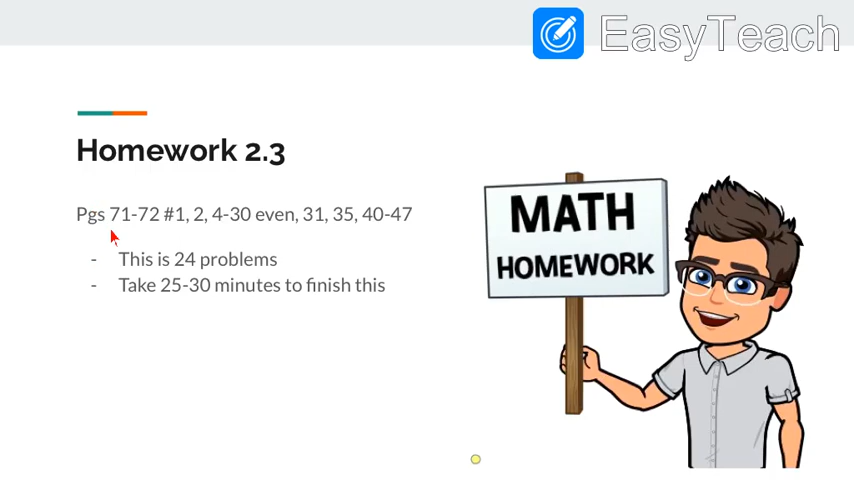 EasyTeach
Homework 2.3
Pgs 71-72 #1, 2, 4-30 even, 31, 35, 40-47
- This is 24 problems
- Take 25-30 minutes to finish this
MATH
HOMEWORK